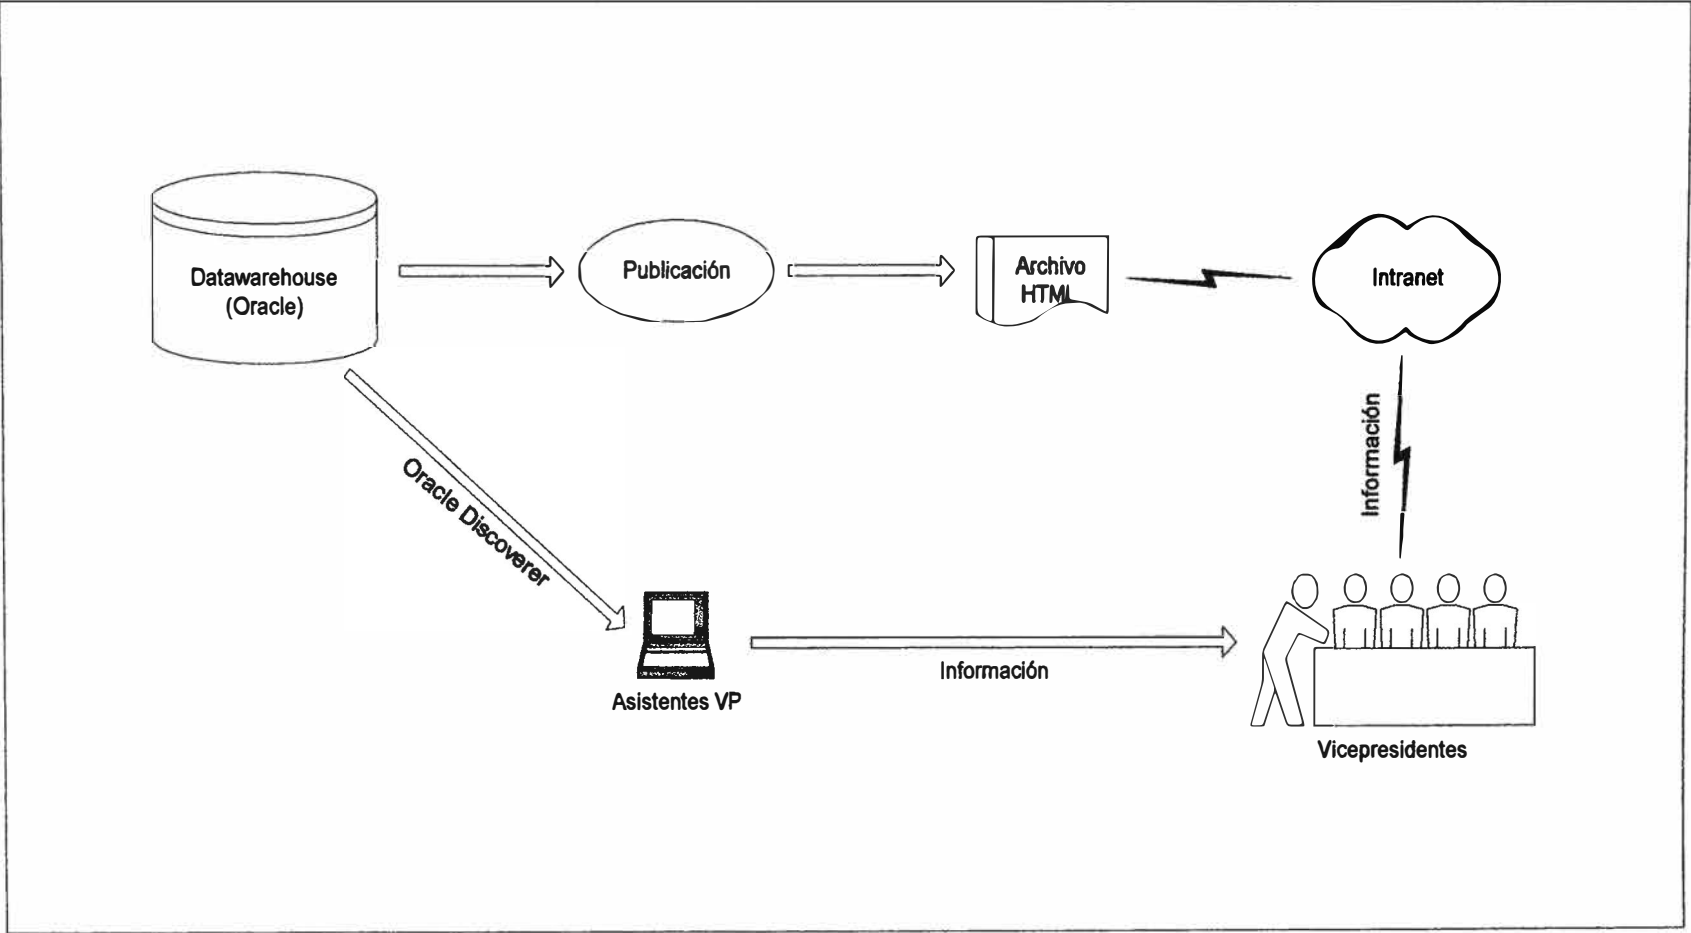 Datawarehouse
(Oracle)
Publicación
Archivo
HTML
Intranet
Información
Oracle Discoverer
Asistentes VP
Información
Vicepresidentes